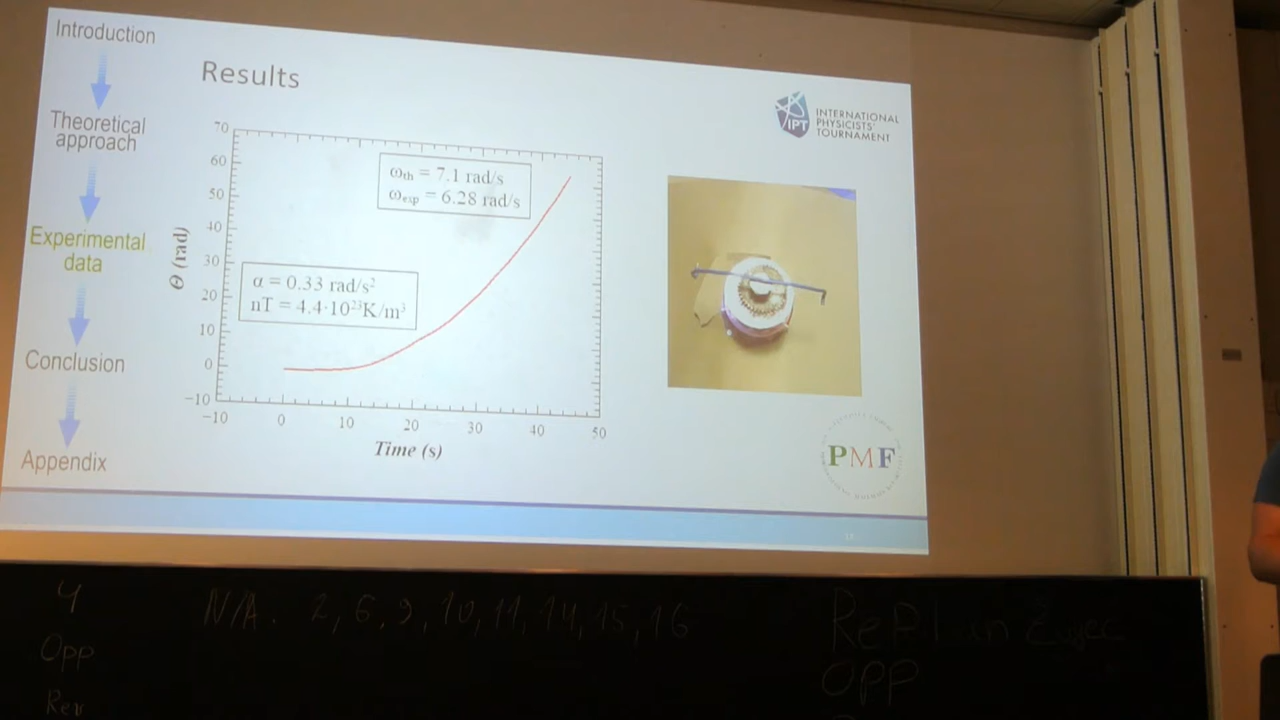 Introduction
Theoretical
approach
Experimental
data
Conclusion
Appendix
Results
INTERNATIONAL
PHYSICISTS'
TOURNAMENT
IPT
70
60
50
40
30
20
10
0
−10
Θ (rad)
ωth = 7.1 rad/s
ωexp = 6.28 rad/s
α = 0.33 rad/s²
nT = 4.4·10²³K/m³
−10 0 10 20 30 40 50
Time (s)
PMF
4
Opp
Rev
N/A. 2, 6, 9, 10, 11, 14, 15, 16
Rep
Opp